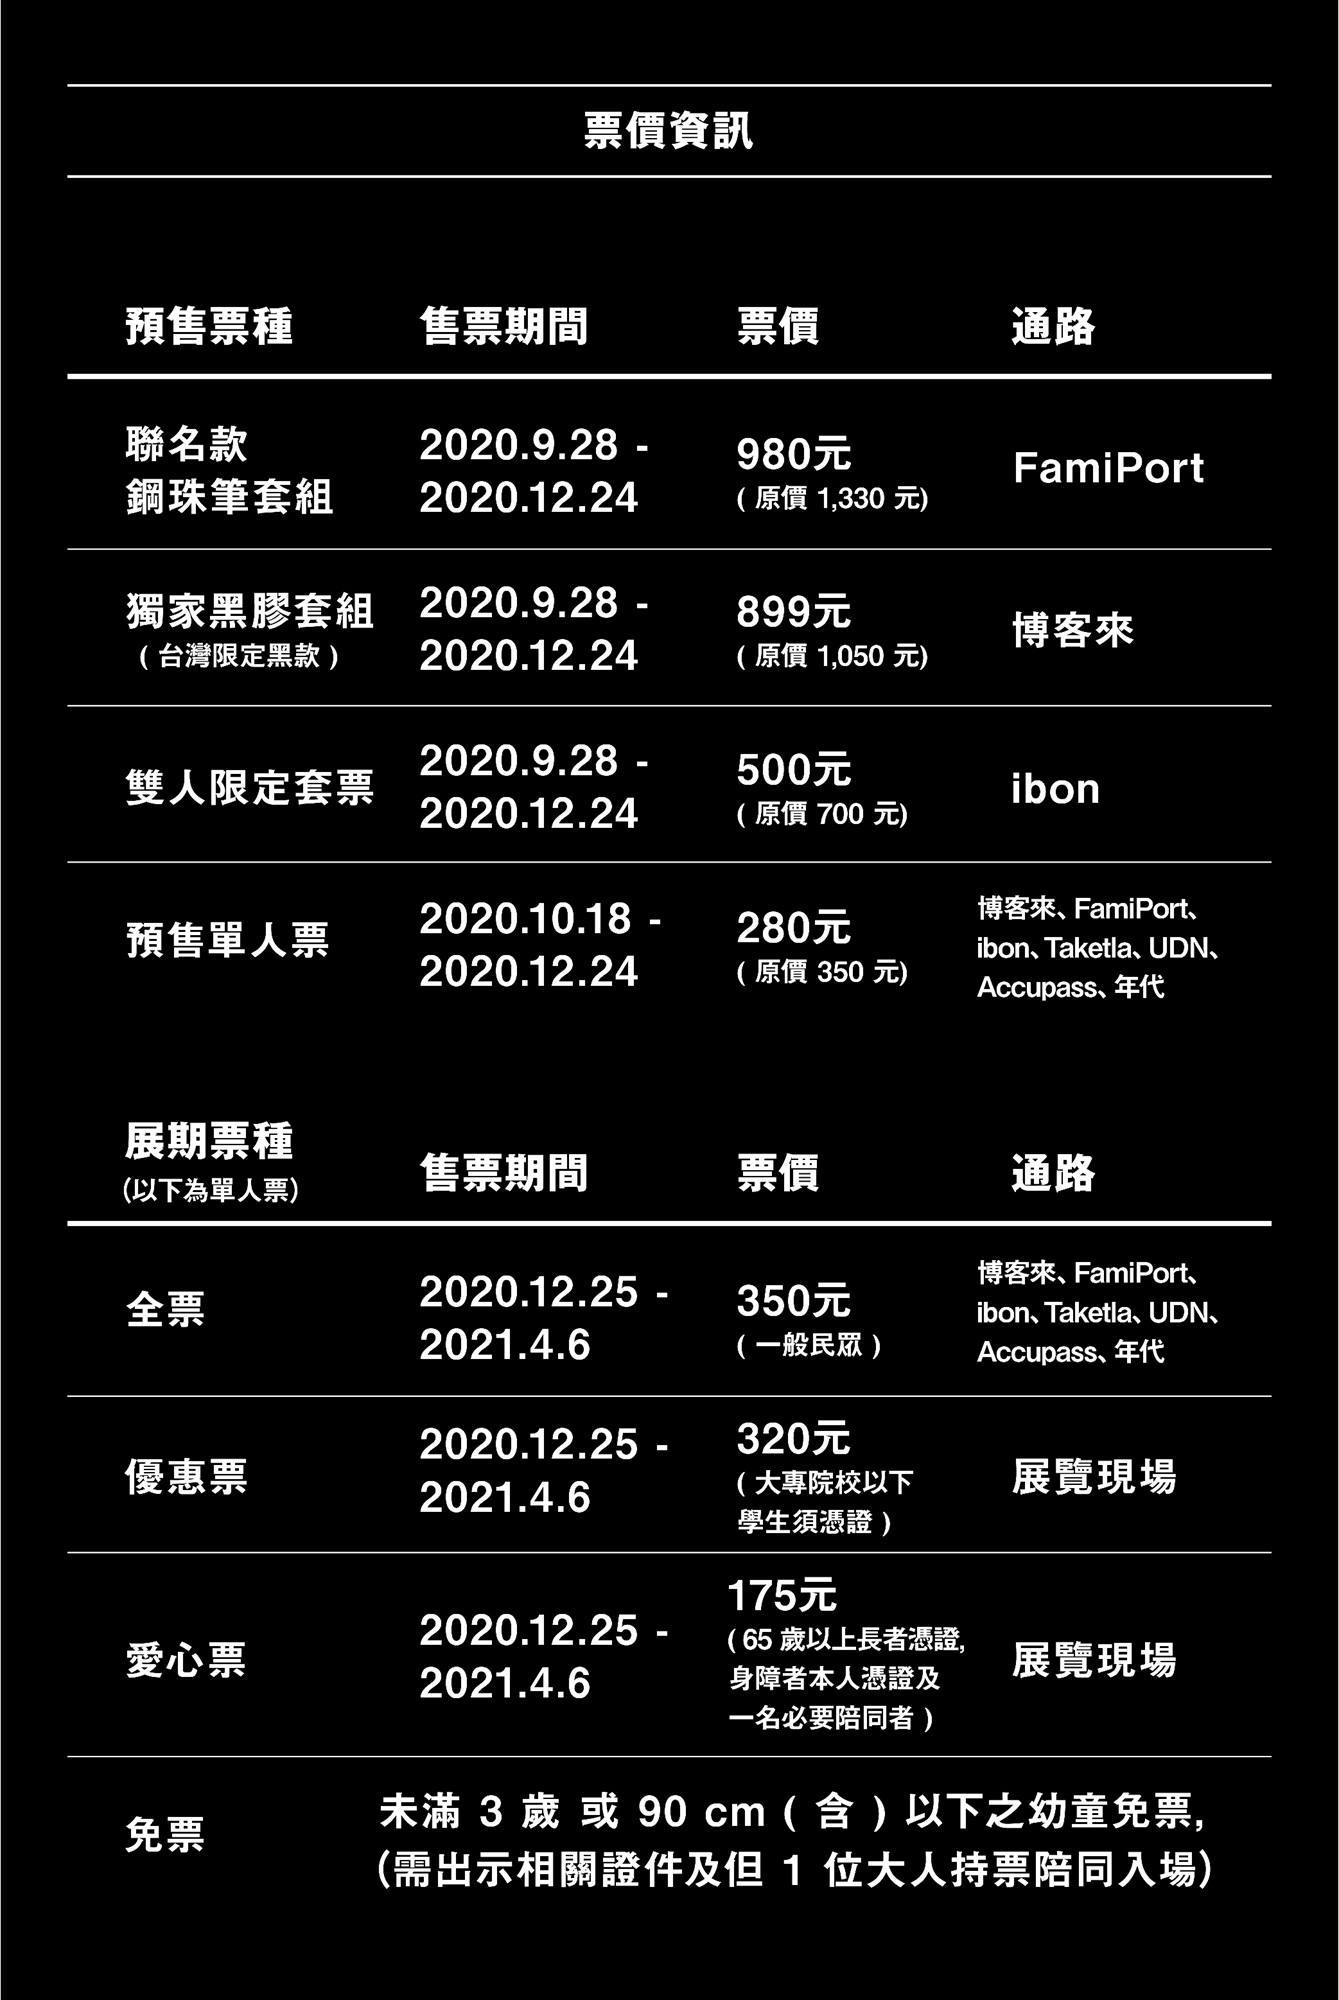 票價資訊
預售票種 售票期間 票價 通路
聯名款
鋼珠筆套組
2020.9.28 -
2020.12.24
980元
( 原價 1,330 元)
FamiPort
獨家黑膠套組
( 台灣限定黑款 )
2020.9.28 -
2020.12.24
899元
( 原價 1,050 元)
博客來
雙人限定套票
2020.9.28 -
2020.12.24
500元
( 原價 700 元)
ibon
預售單人票
2020.10.18 -
2020.12.24
280元
( 原價 350 元)
博客來、FamiPort、
ibon、Taketla、UDN、
Accupass、年代
展期票種
(以下為單人票)
售票期間 票價 通路
全票
2020.12.25 -
2021.4.6
350元
( 一般民眾 )
博客來、FamiPort、
ibon、Taketla、UDN、
Accupass、年代
優惠票
2020.12.25 -
2021.4.6
320元
( 大專院校以下
學生須憑證 )
展覽現場
愛心票
2020.12.25 -
2021.4.6
175元
( 65 歲以上長者憑證,
身障者本人憑證及
一名必要陪同者 )
展覽現場
免票
未滿 3 歲 或 90 cm ( 含 ) 以下之幼童免票,
(需出示相關證件及但 1 位大人持票陪同入場)